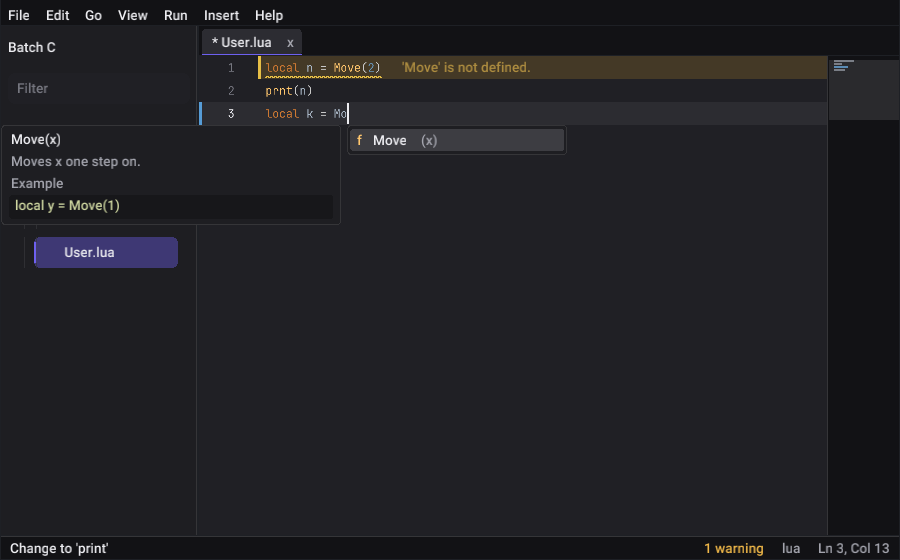 File Edit Go View Run Insert Help
Batch C
* User.lua x
Filter
1 local n = Move(2) 'Move' is not defined.
2 prnt(n)
3 local k = Mo
Move(x)
Moves x one step on.
Example
local y = Move(1)
f Move (x)
User.lua
Change to 'print' 1 warning lua Ln 3, Col 13